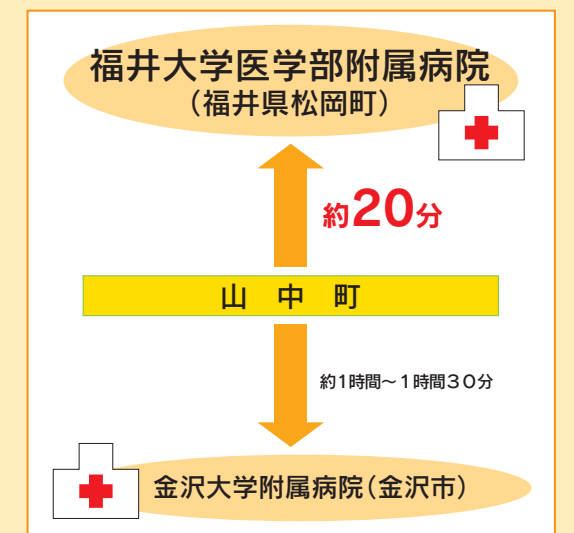 福井大学医学部附属病院
（福井県松岡町）
約20分
山中町
約1時間～1時間３０分
金沢大学附属病院（金沢市）